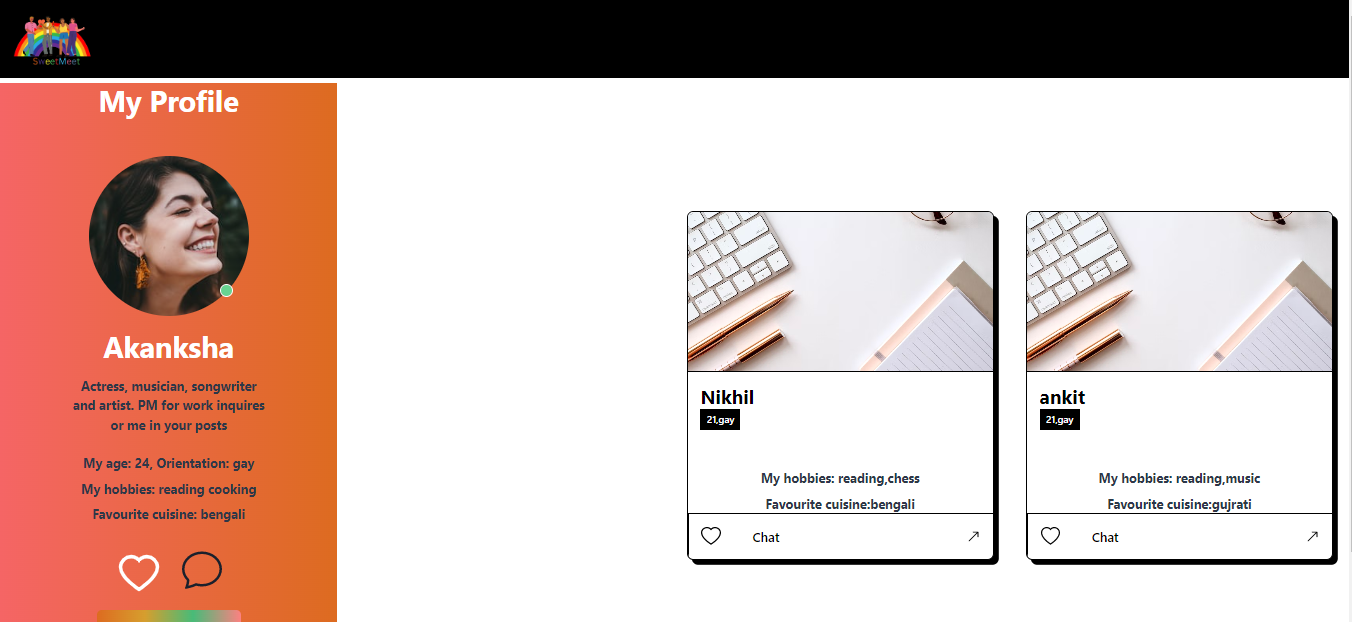 SweetMeet
My Profile
Akanksha
Actress, musician, songwriter
and artist. PM for work inquires
or me in your posts
My age: 24, Orientation: gay
My hobbies: reading cooking
Favourite cuisine: bengali
Nikhil
21,gay
My hobbies: reading,chess
Favourite cuisine:bengali
Chat
ankit
21,gay
My hobbies: reading,music
Favourite cuisine:gujrati
Chat